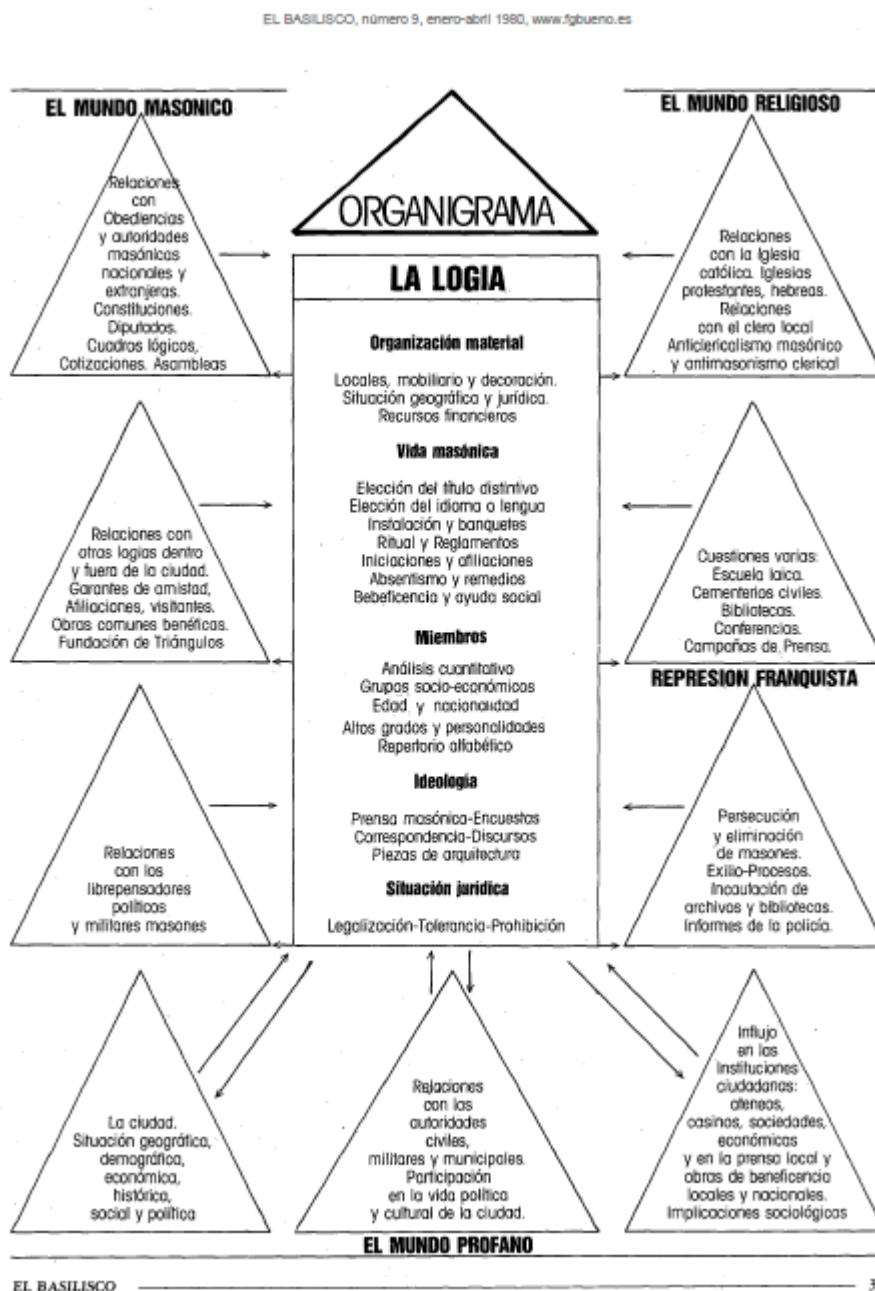 EL BASILISCO, número 9, enero-abril 1980, www.fgbueno.es
EL MUNDO MASONICO
Relaciones
con
Obediencias
y autoridades
masónicas
nacionales y
extranjeras.
Constituciones.
Diputados.
Cuadros lógicos,
Cotizaciones. Asambleas
ORGANIGRAMA
EL MUNDO RELIGIOSO
Relaciones
con la Iglesia
católica. Iglesias
protestantes, hebreas.
Relaciones
con el clero local
Anticlericalismo masónico
y antimasonismo clerical
LA LOGIA
Organización material
Locales, mobiliario y decoración.
Situación geográfica y jurídica.
Recursos financieros
Vida masónica
Elección del título distintivo
Elección del idioma o lengua
Instalación y banquetes
Ritual y Reglamentos
Iniciaciones y afiliaciones
Absentismo y remedios
Bebeficencia y ayuda social
Miembros
Análisis cuantitativo
Grupos socio-económicos
Edad y nacionalidad
Altos grados y personalidades
Repertorio alfabético
Ideología
Prensa masónica-Encuestas
Correspondencia-Discursos
Piezas de arquitectura
Situación jurídica
Legalización-Tolerancia-Prohibición
Relaciones con
otras logias dentro
y fuera de la ciudad.
Garantes de amistad,
Afiliaciones, visitantes.
Obras comunes benéficas.
Fundación de Triángulos
Cuestiones varias:
Escuela laica.
Cementerios civiles.
Bibliotecas.
Conferencias.
Campañas de Prensa.
Relaciones
con los
librepensadores
políticos
y militares masones
REPRESION FRANQUISTA
Persecución
y eliminación
de masones.
Exilio-Procesos.
Incautación de
archivos y bibliotecas.
Informes de la policía.
La ciudad.
Situación geográfica,
demográfica,
económica,
histórica,
social y política
Relaciones
con las
autoridades
civiles,
militares y municipales.
Participación
en la vida política
y cultural de la ciudad.
Influjo
en las
Instituciones
ciudadanas:
ateneos,
casinos, sociedades,
económicas
y en la prensa local y
obras de beneficencia
locales y nacionales.
Implicaciones sociológicas
EL MUNDO PROFANO
EL BASILISCO
3